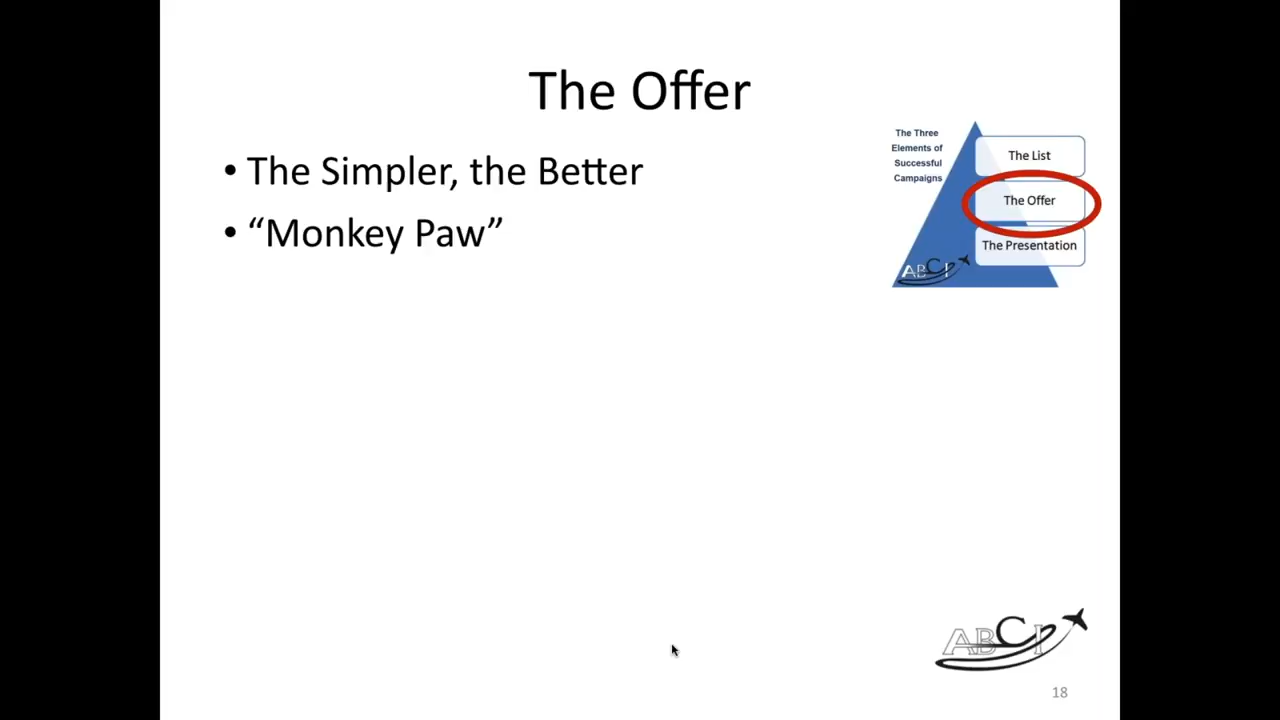 The Offer
• The Simpler, the Better
• “Monkey Paw”
The Three
Elements of
Successful
Campaigns
The List
The Offer
The Presentation
ABCI
ABCI
18